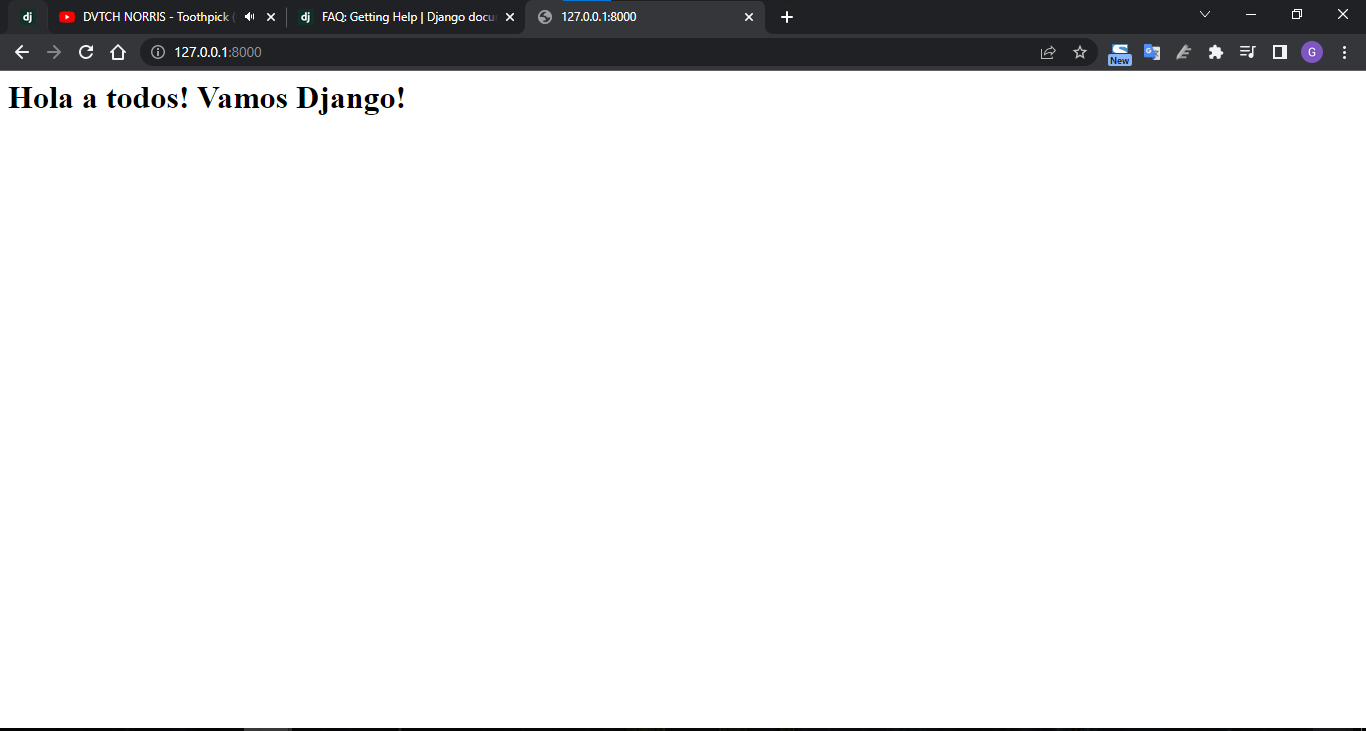 dj
DVTCH NORRIS - Toothpick
dj
FAQ: Getting Help | Django docu
127.0.0.1:8000
127.0.0.1:8000
New
G
Hola a todos! Vamos Django!